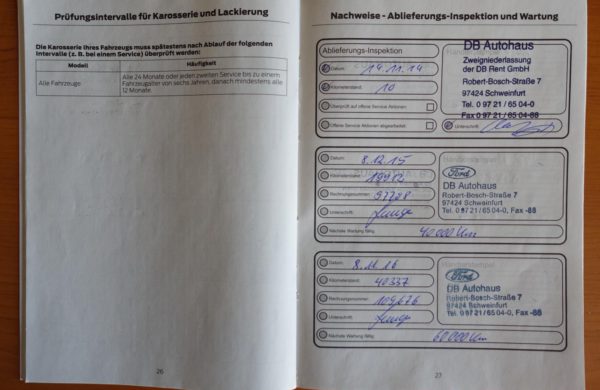 Prüfungsintervalle für Karosserie und Lackierung
Die Karosserie Ihres Fahrzeugs muss spätestens nach Ablauf der folgenden
Intervalle (z. B. bei einem Service) überprüft werden:
Modell Häufigkeit
Alle Fahrzeuge Alle 24 Monate oder jeden zweiten Service bis zu einem
Fahrzeugalter von sechs Jahren, danach mindestens alle
12 Monate.
26
Nachweise - Ablieferungs-Inspektion und Wartung
Ablieferungs-Inspektion
Datum: 19.11.14
Kilometerstand: 10
Überprüft auf offene Service Aktionen:
Offene Service Aktionen abgearbeitet:
DB Autohaus
Zweigniederlassung
der DB Rent GmbH
Robert-Bosch-Straße 7
97424 Schweinfurt
Tel. 0 97 21 / 65 04-0
Fax 0 97 21 / 65 04-88
Unterschrift:
Datum: 8.12.15
Kilometerstand: 19982
Rechnungsnummer: 97728
Unterschrift:
Nächste Wartung fällig: 40 000 km
Ford
DB Autohaus
Robert-Bosch-Straße 7
97424 Schweinfurt
Tel. 0 97 21 / 65 04-0, Fax -88
Datum: 8.11.16
Kilometerstand: 40337
Rechnungsnummer: 109676
Unterschrift:
Nächste Wartung fällig: 60 000 km
Händlerstempel
Ford
DB Autohaus
Robert-Bosch-Straße 7
97424 Schweinfurt
Tel. 0 97 21 / 65 04-0, Fax -88
27